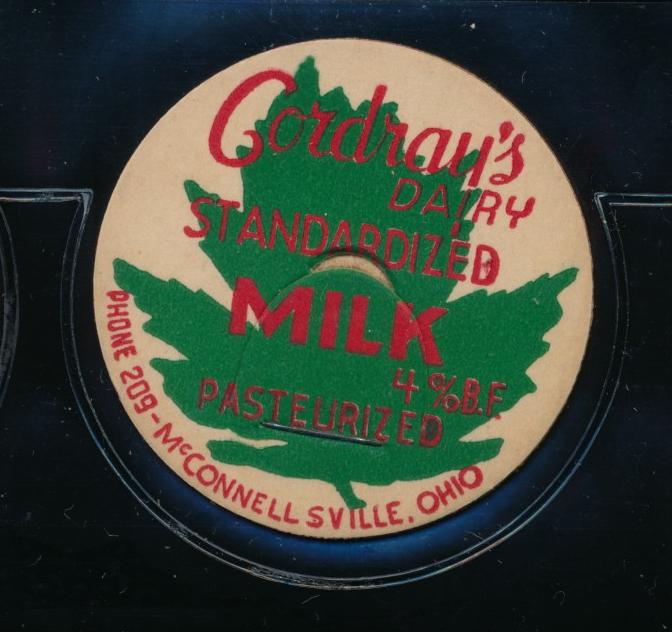 Cordray's
DAIRY
STANDARDIZED
MILK
4% B.F.
PASTEURIZED
PHONE 209-McCONNELLSVILLE, OHIO